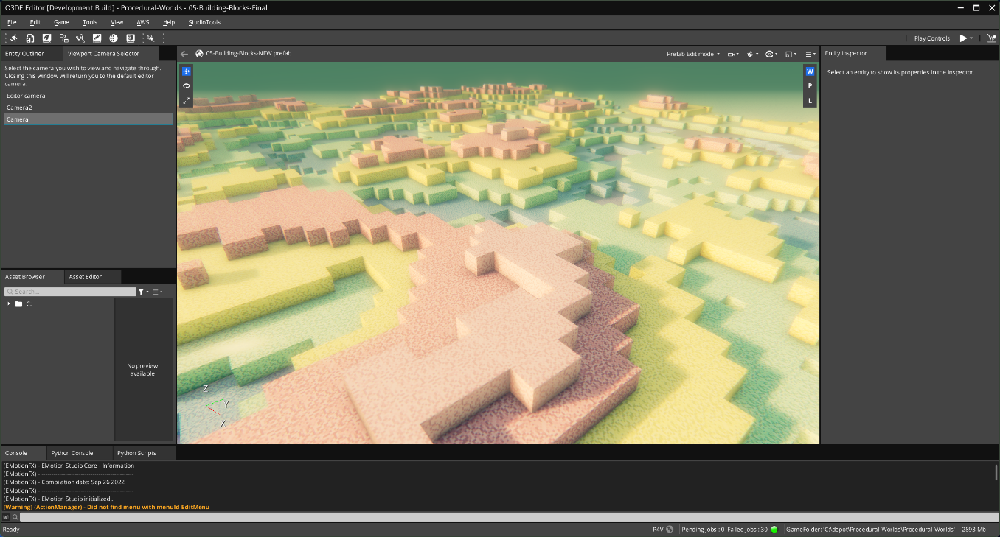 O3DE Editor [Development Build] - Procedural-Worlds - 05-Building-Blocks-Final
File Edit Game Tools View AWS Help StudioTools
Play Controls
Entity Outliner Viewport Camera Selector
Select the camera you wish to view and navigate through.
Closing this window will return you to the default editor
camera.
Editor camera
Camera2
Camera
05-Building-Blocks-NEW.prefab Prefab Edit mode
W
P
L
Z
Y
X
Entity Inspector
Select an entity to show its properties in the inspector.
Asset Browser Asset Editor
Search...
C:
No preview
available
Console Python Console Python Scripts
(EMotionFX) - EMotion Studio Core - Information
(EMotionFX) - -----------------------------------------------
(EMotionFX) - Compilation date: Sep 26 2022
(EMotionFX) - -----------------------------------------------
(EMotionFX) - EMotion Studio initialized...
[Warning] (ActionManager) - Did not find menu with menuId EditMenu
Ready P4V Pending Jobs : 0 Failed Jobs : 30 GameFolder: 'C:\depot\Procedural-Worlds\Procedural-Worlds' 2893 Mb